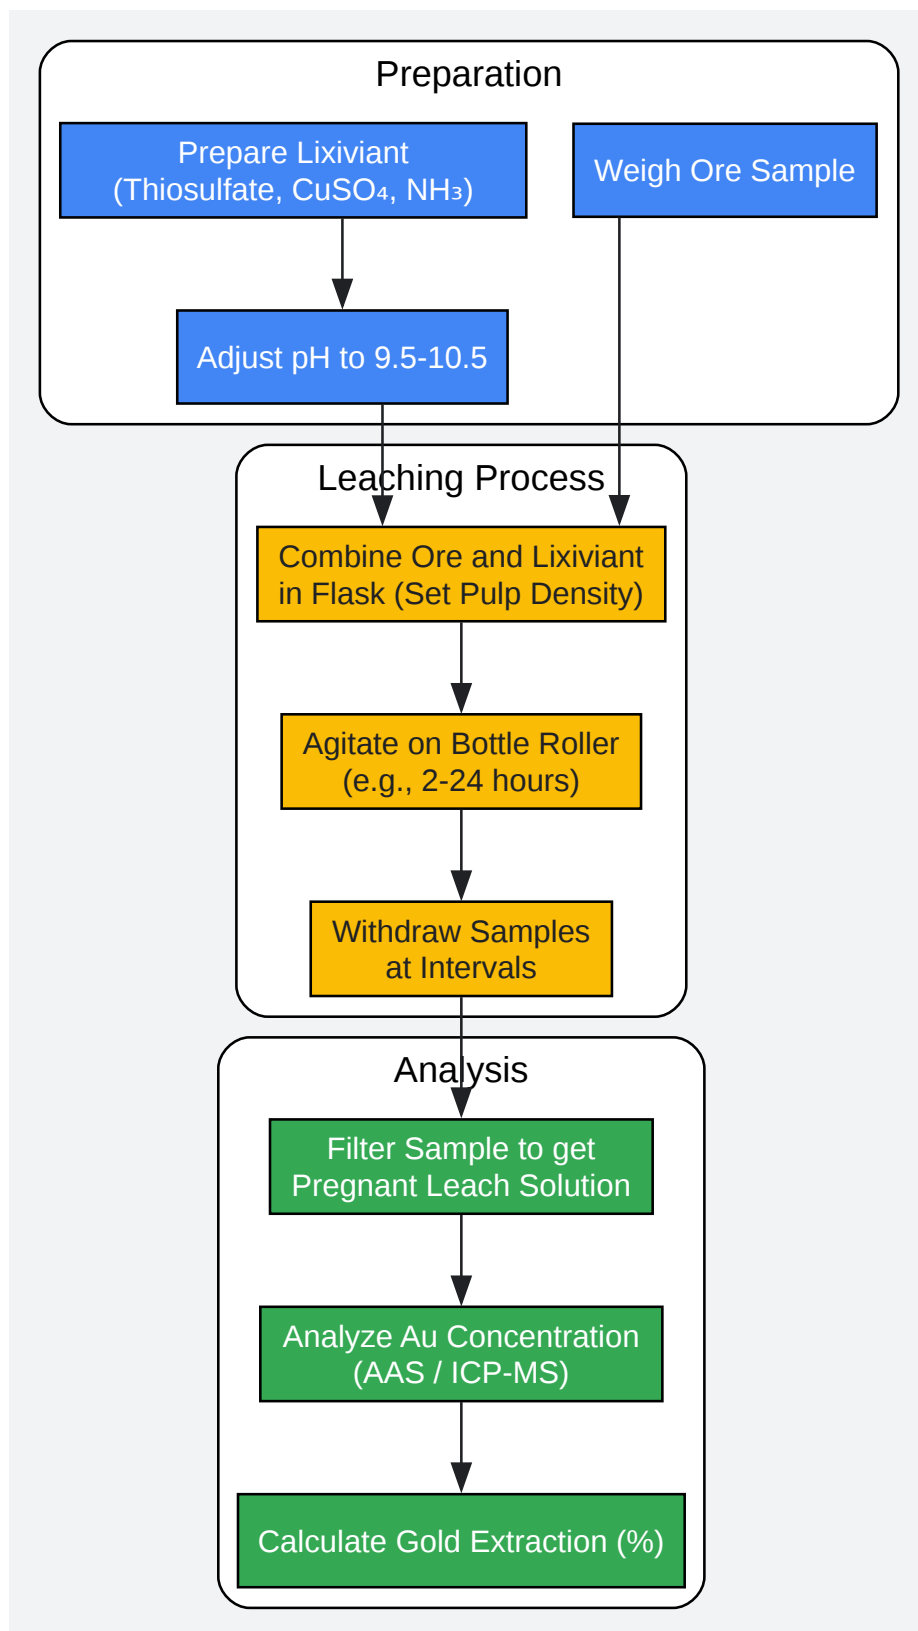 Preparation
Prepare Lixiviant
(Thiosulfate, CuSO₄, NH₃)
Weigh Ore Sample
Adjust pH to 9.5-10.5
Leaching Process
Combine Ore and Lixiviant
in Flask (Set Pulp Density)
Agitate on Bottle Roller
(e.g., 2-24 hours)
Withdraw Samples
at Intervals
Analysis
Filter Sample to get
Pregnant Leach Solution
Analyze Au Concentration
(AAS / ICP-MS)
Calculate Gold Extraction (%)